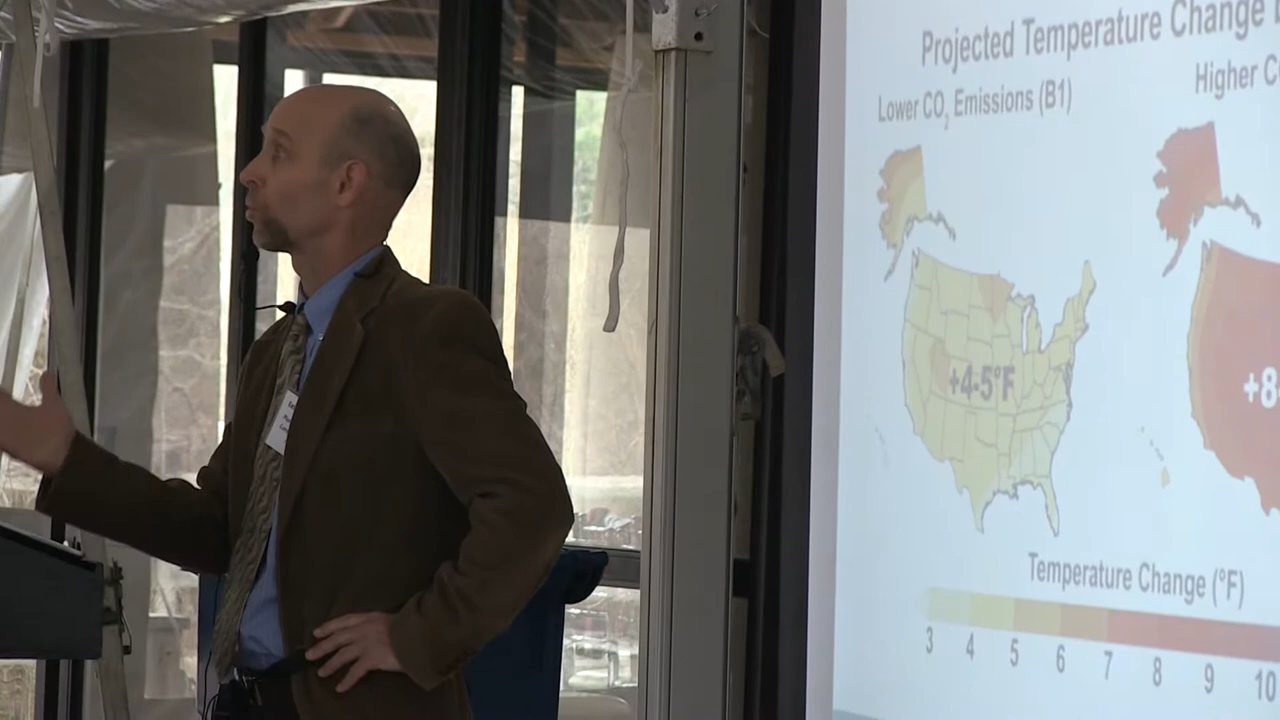 Projected Temperature Change
Lower CO₂ Emissions (B1)
Higher
+4-5°F
+8
Temperature Change (°F)
3 4 5 6 7 8 9 10